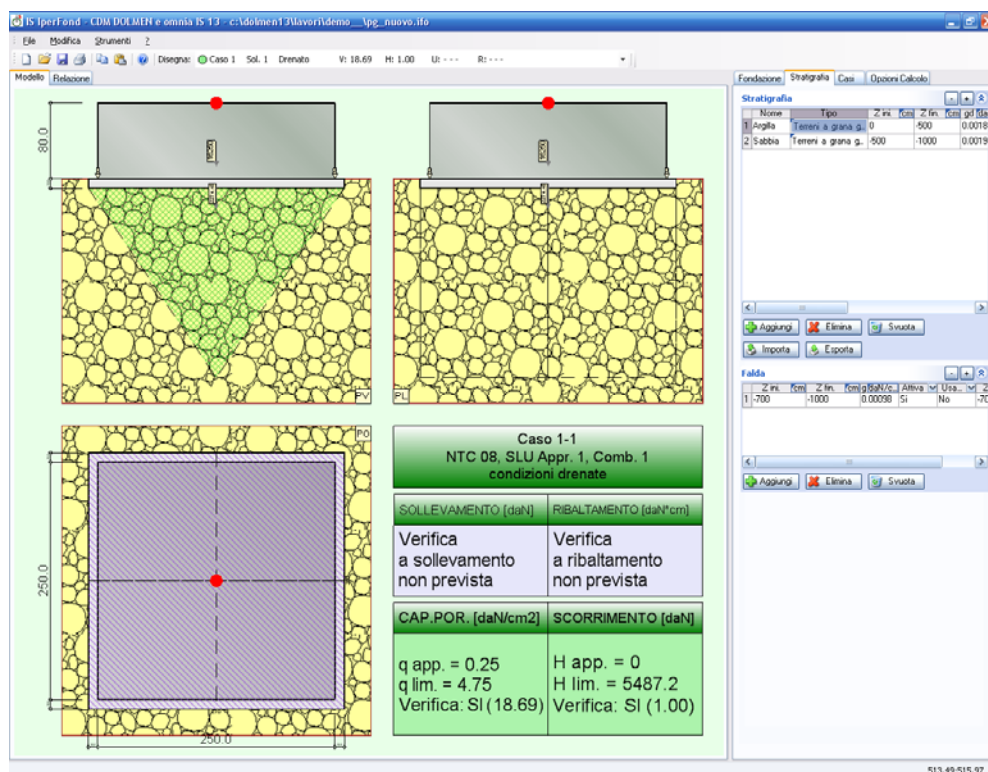 IS IperFond - CDM DOLMEN e omnia IS 13 - c:\dolmen13\lavori\demo__\pg_nuovo.ifo
File Modifica Strumenti ?
Disegna: Caso 1 Sol. 1 Drenato V: 18.69 H: 1.00 U: - - - R: - - -
Modello Relazione
Fondazione Stratigrafia Casi Opzioni Calcolo
Stratigrafia
Nome Tipo Z ini. [cm] Z fin. [cm] gd [da
1 Argilla Terreni a grana g.. 0 -500 0.0018
2 Sabbia Terreni a grana g.. -500 -1000 0.0019
Aggiungi Elimina Svuota
Importa Esporta
Falda
Z ini. [cm] Z fin. [cm] g [daN/c... Attiva Usa... Z
1 -700 -1000 0.00098 Si No -70
Aggiungi Elimina Svuota
80.0
PV
PL
PO
250.0
250.0
Caso 1-1
NTC 08, SLU Appr. 1, Comb. 1
condizioni drenate
SOLLEVAMENTO [daN] RIBALTAMENTO [daN*cm]
Verifica
a sollevamento
non prevista
Verifica
a ribaltamento
non prevista
CAP.POR. [daN/cm2] SCORRIMENTO [daN]
q app. = 0.25
q lim. = 4.75
Verifica: SI (18.69)
H app. = 0
H lim. = 5487.2
Verifica: SI (1.00)
513.49;515.97